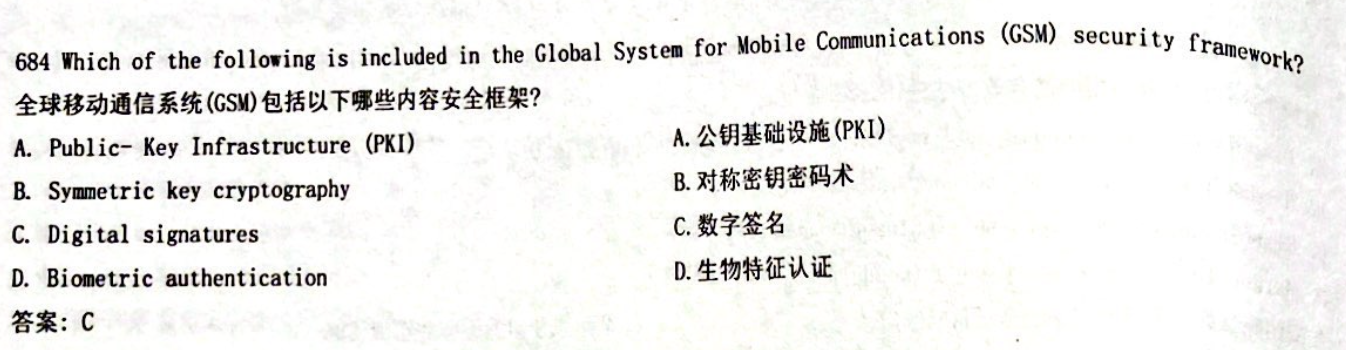 684 Which of the following is included in the Global System for Mobile Communications (GSM) security framework?
全球移动通信系统(GSM)包括以下哪些内容安全框架?
A. Public- Key Infrastructure (PKI)
A.公钥基础设施(PKI)
B. Symmetric key cryptography
B.对称密钥密码术
C. Digital signatures
C.数字签名
D. Biometric authentication
D.生物特征认证
答案: C